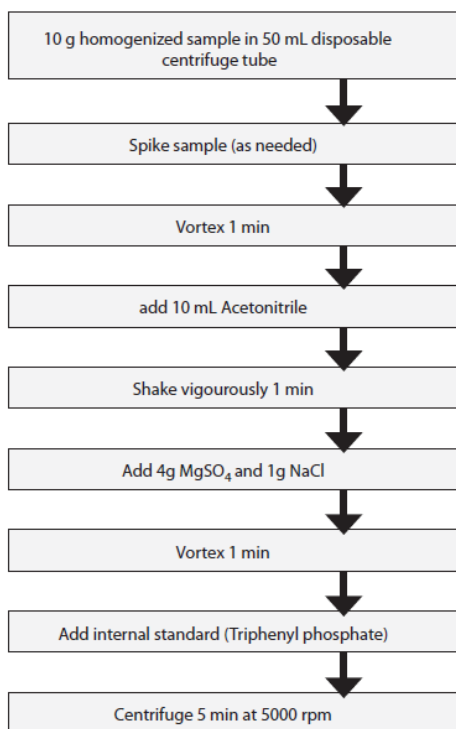 10 g homogenized sample in 50 mL disposable
centrifuge tube
Spike sample (as needed)
Vortex 1 min
add 10 mL Acetonitrile
Shake vigourously 1 min
Add 4g MgSO₄ and 1g NaCl
Vortex 1 min
Add internal standard (Triphenyl phosphate)
Centrifuge 5 min at 5000 rpm